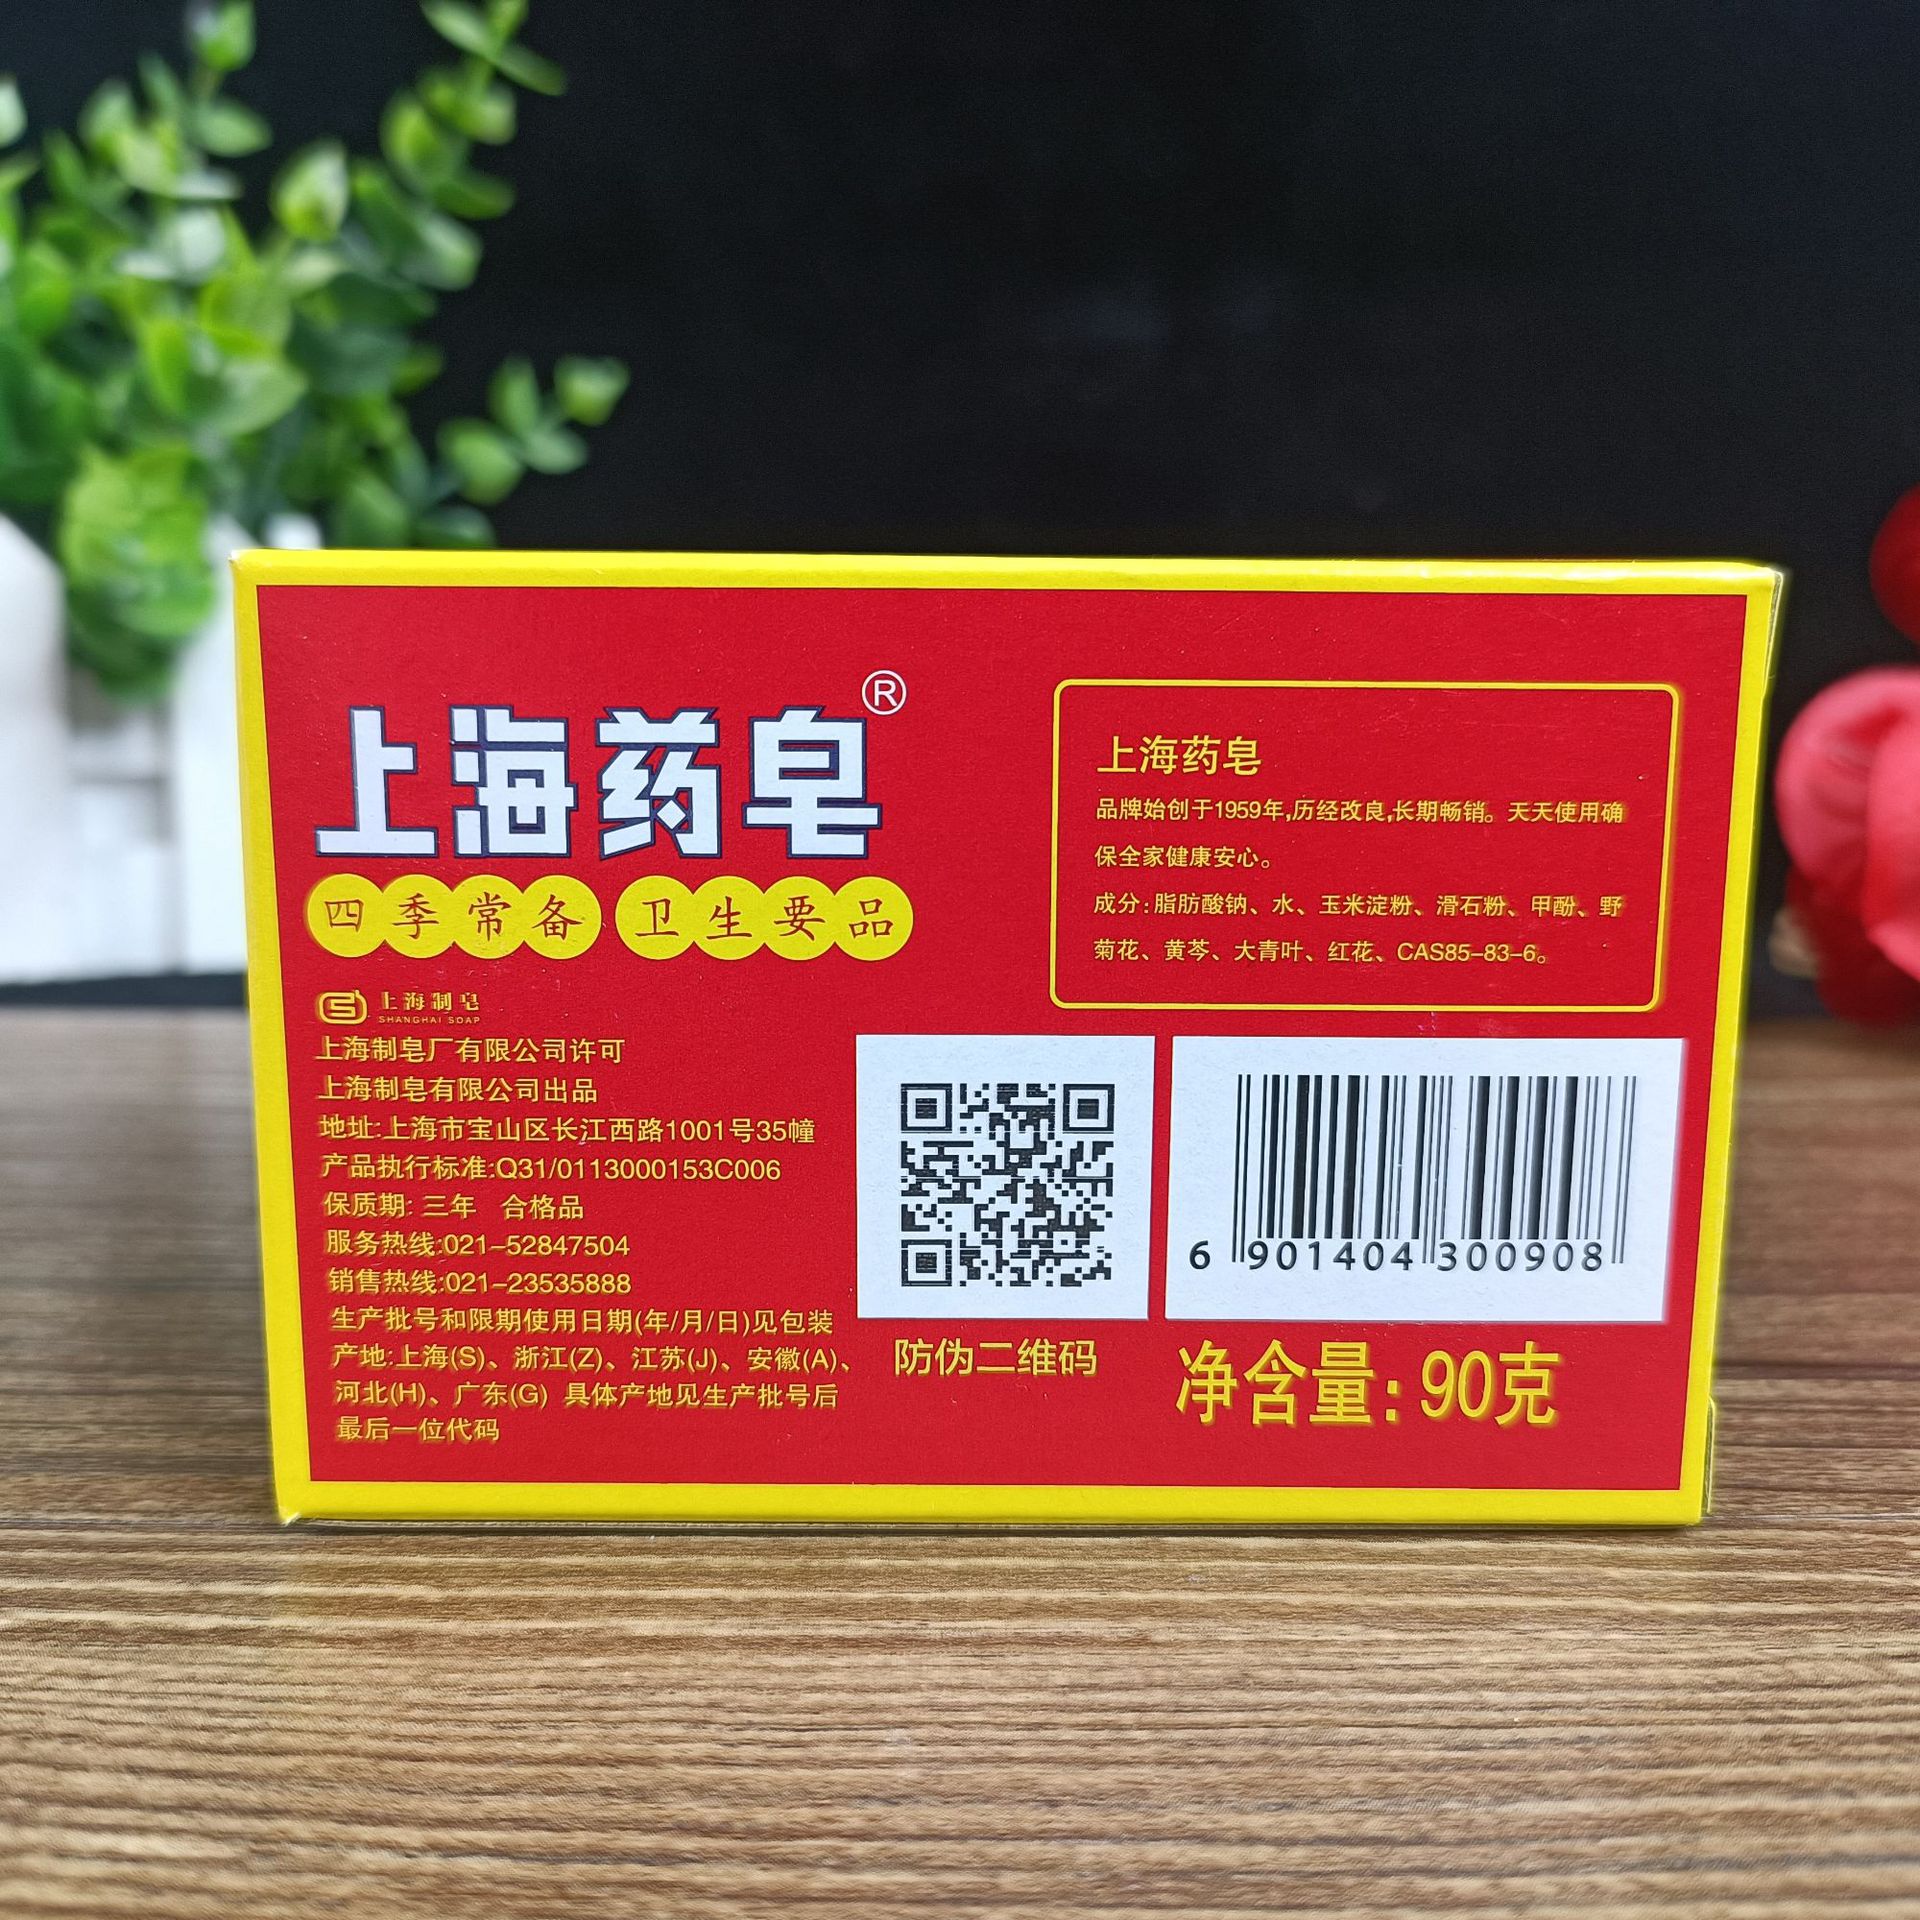 上海药皂®
四季常备 卫生要品
上海制皂
SHANGHAI SOAP
上海制皂厂有限公司许可
上海制皂有限公司出品
地址:上海市宝山区长江西路1001号35幢
产品执行标准:Q31/0113000153C006
保质期: 三年 合格品
服务热线:021-52847504
销售热线:021-23535888
生产批号和限期使用日期(年/月/日)见包装
产地:上海(S)、浙江(Z)、江苏(J)、安徽(A)、
河北(H)、广东(G) 具体产地见生产批号后
最后一位代码
上海药皂
品牌始创于1959年,历经改良,长期畅销。天天使用确
保全家健康安心。
成分:脂肪酸钠、水、玉米淀粉、滑石粉、甲酚、野
菊花、黄芩、大青叶、红花、CAS85-83-6。
防伪二维码
6 901404 300908
净含量: 90克